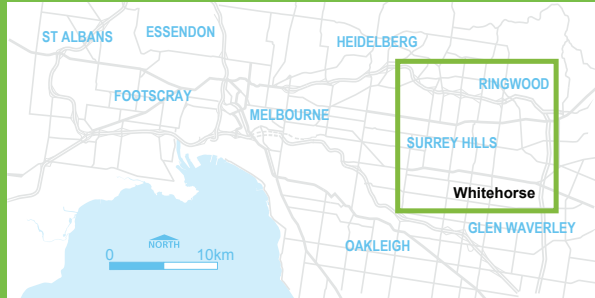 ST ALBANS
ESSENDON
HEIDELBERG
RINGWOOD
FOOTSCRAY
MELBOURNE
SURREY HILLS
Whitehorse
GLEN WAVERLEY
OAKLEIGH
NORTH
0 10km